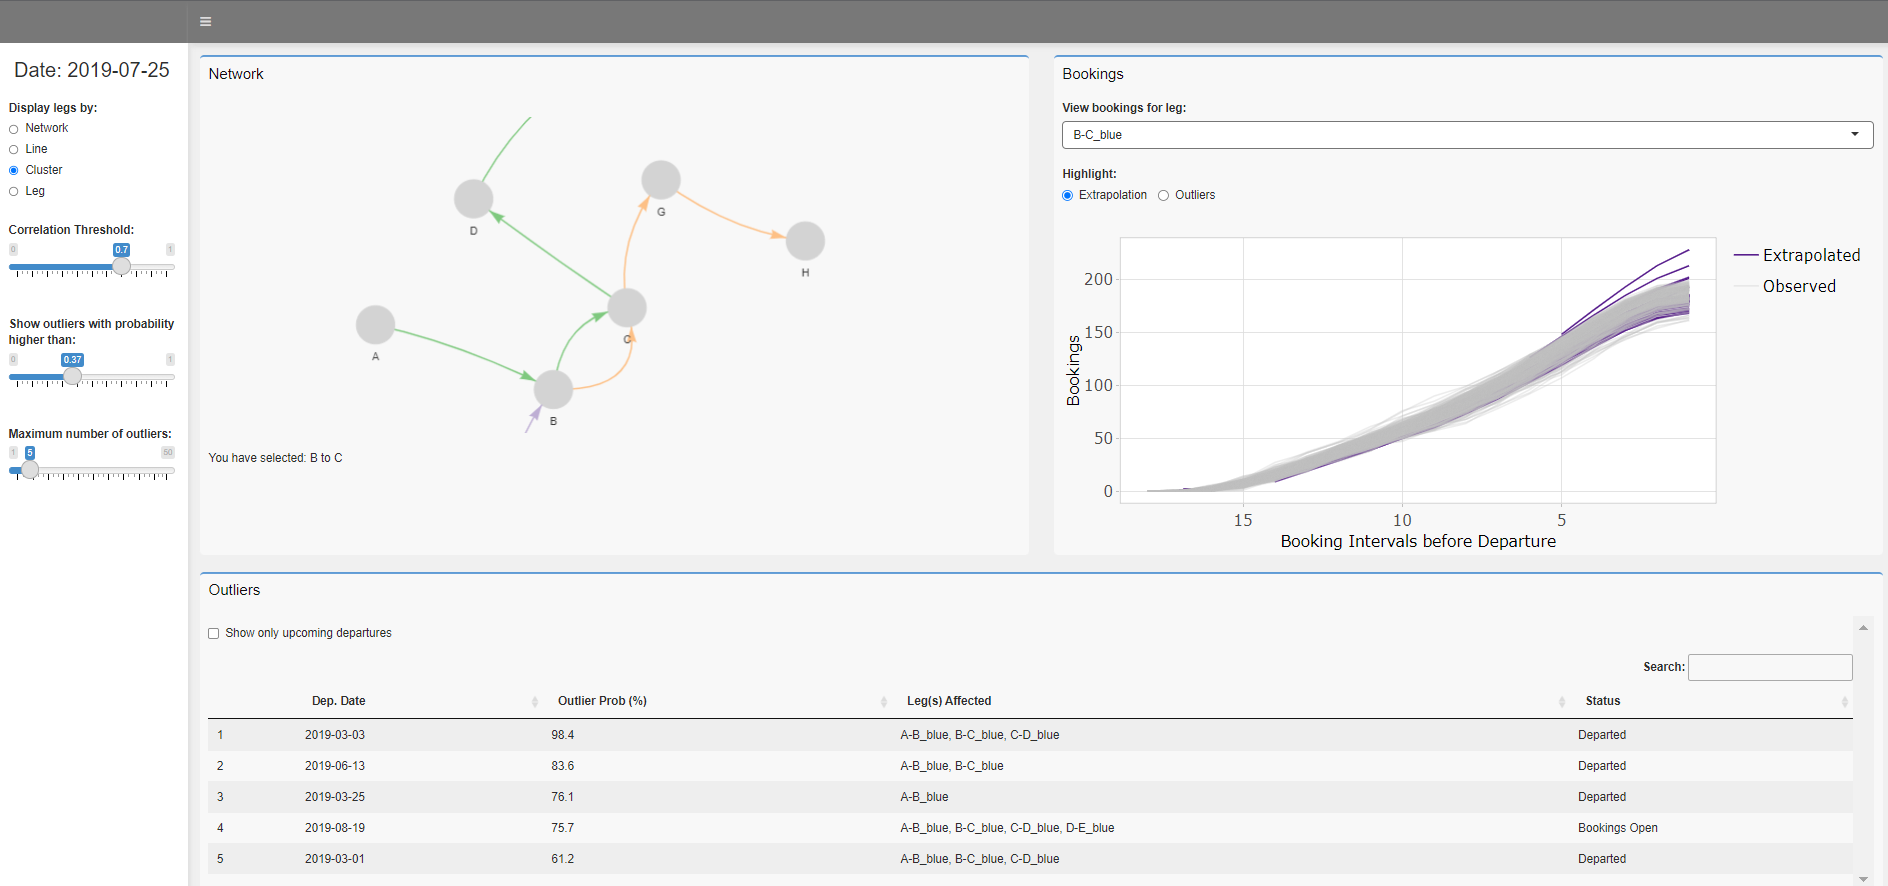 Date: 2019-07-25
Display legs by:
Network
Line
Cluster
Leg
Correlation Threshold:
0 0.7 1
Show outliers with probability
higher than:
0 0.37 1
Maximum number of outliers:
1 5 50
Network
D
G
H
C
A
B
You have selected: B to C
Bookings
View bookings for leg:
B-C_blue
Highlight:
Extrapolation Outliers
200
150
100
50
0
Bookings
15 10 5
Booking Intervals before Departure
Extrapolated
Observed
Outliers
Show only upcoming departures
Search:
Dep. Date Outlier Prob (%) Leg(s) Affected Status
1 2019-03-03 98.4 A-B_blue, B-C_blue, C-D_blue Departed
2 2019-06-13 83.6 A-B_blue, B-C_blue Departed
3 2019-03-25 76.1 A-B_blue Departed
4 2019-08-19 75.7 A-B_blue, B-C_blue, C-D_blue, D-E_blue Bookings Open
5 2019-03-01 61.2 A-B_blue, B-C_blue, C-D_blue Departed